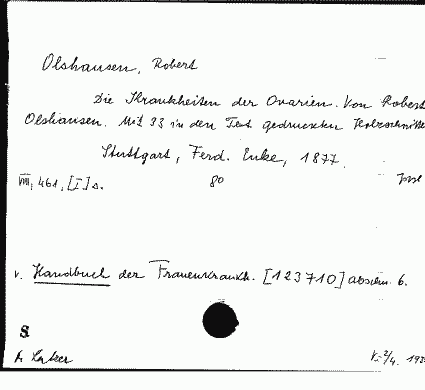 Olshausen, Robert
Die Krankheiten der Ovarien. Von Robert
Olshausen. Mit 33 in den Text gedruckten Holzschnitte
Stuttgart, Ferd. Enke, 1877.
VIII, 461, [I] s. 80
v. Handbuch der Frauenkrankh. [123710] abschn. 6.
S